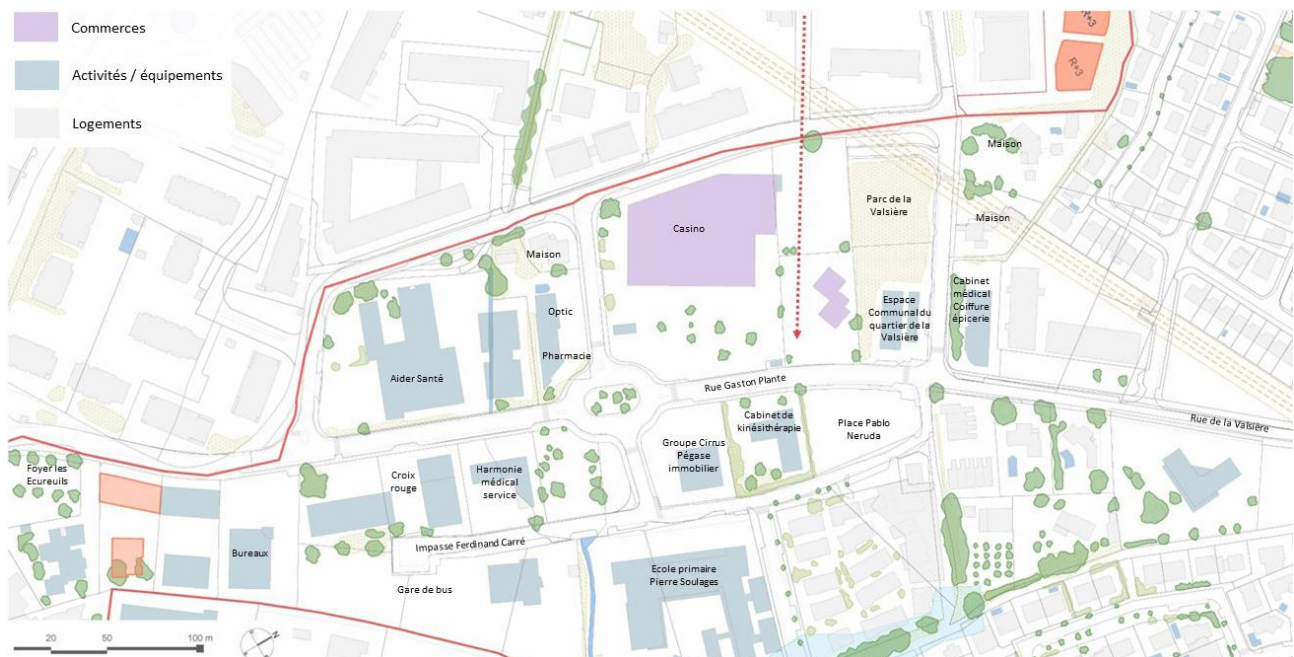 Commerces
Activités / équipements
Logements
R+3
R+3
Maison
Parc de la
Valsière
Casino
Maison
Maison
Cabinet
médical
Coiffure
épicerie
Optic
Espace
Communal du
quartier de la
Valsière
Pharmacie
Aider Santé
Rue Gaston Plante
Rue de la Valsière
Cabinet de
kinésithérapie
Place Pablo
Neruda
Groupe Cirrus
Pégase
immobilier
Foyer les
Ecureuils
Croix
rouge
Harmonie
médical
service
Bureaux
Impasse Ferdinand Carré
Gare de bus
Ecole primaire
Pierre Soulages
20 50 100 m
N